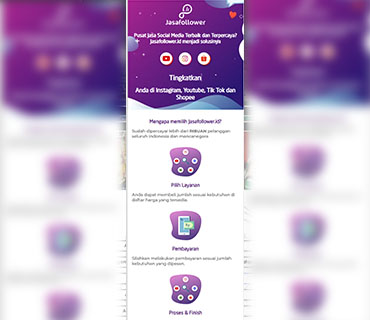 Jasafollower
Pusat Jasa Social Media Terbaik dan Terpercaya?
Jasafollower.id menjadi solusinya
Tingkatkan
Anda di Instagram, Youtube, Tik Tok dan
Shopee
Mengapa memilih Jasafollower.id?
Sudah dipercayai lebih dari RIBUAN pelanggan
seluruh Indonesia dan mancanegara.
Pilih Layanan
Anda dapat membeli jumlah sesuai kebutuhan di
daftar harga yang tersedia.
Pembayaran
Silahkan melakukan pembayaran sesuai jumlah
kebutuhan yang dipesan.
Proses & Finish